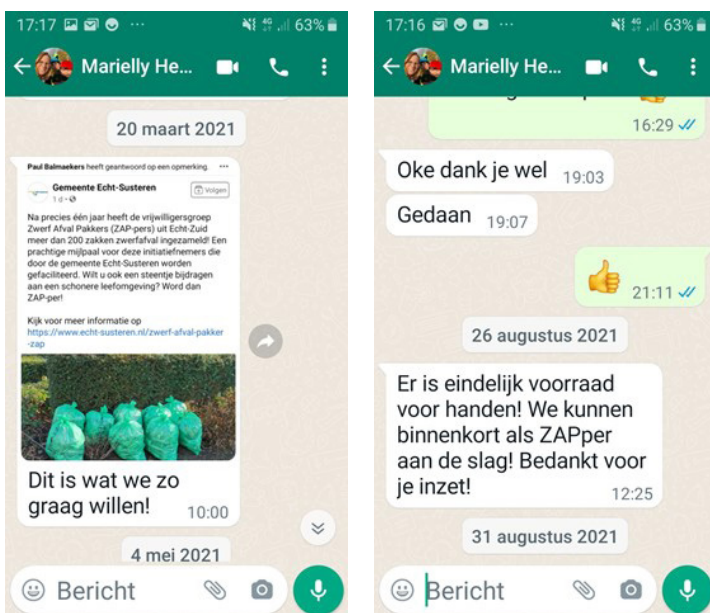 17:17
63%
Marielly He...
20 maart 2021
Paul Balmaekers heeft geantwoord op een opmerking.
Gemeente Echt-Susteren
Volgen
1 d
Na precies één jaar heeft de vrijwilligersgroep
Zwerf Afval Pakkers (ZAP-pers) uit Echt-Zuid
meer dan 200 zakken zwerfafval ingezameld! Een
prachtige mijlpaal voor deze initiatiefnemers die
door de gemeente Echt-Susteren worden
gefaciliteerd. Wilt u ook een steentje bijdragen
aan een schonere leefomgeving? Word dan
ZAP-per!
Kijk voor meer informatie op
https://www.echt-susteren.nl/zwerf-afval-pakker
-zap
Dit is wat we zo
graag willen!
10:00
4 mei 2021
Bericht
17:16
63%
Marielly He...
16:29
Oke dank je wel 19:03
Gedaan 19:07
21:11
26 augustus 2021
Er is eindelijk voorraad
voor handen! We kunnen
binnenkort als ZAPper
aan de slag! Bedankt voor
je inzet!
12:25
31 augustus 2021
Bericht